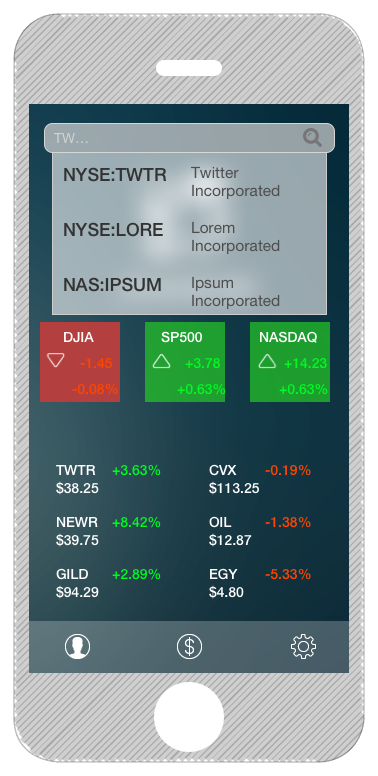 TW...
NYSE:TWTR Twitter
Incorporated
NYSE:LORE Lorem
Incorporated
NAS:IPSUM Ipsum
Incorporated
DJIA SP500 NASDAQ
-1.45 +3.78 +14.23
-0.08% +0.63% +0.63%
TWTR +3.63% CVX -0.19%
$38.25 $113.25
NEWR +8.42% OIL -1.38%
$39.75 $12.87
GILD +2.89% EGY -5.33%
$94.29 $4.80
$